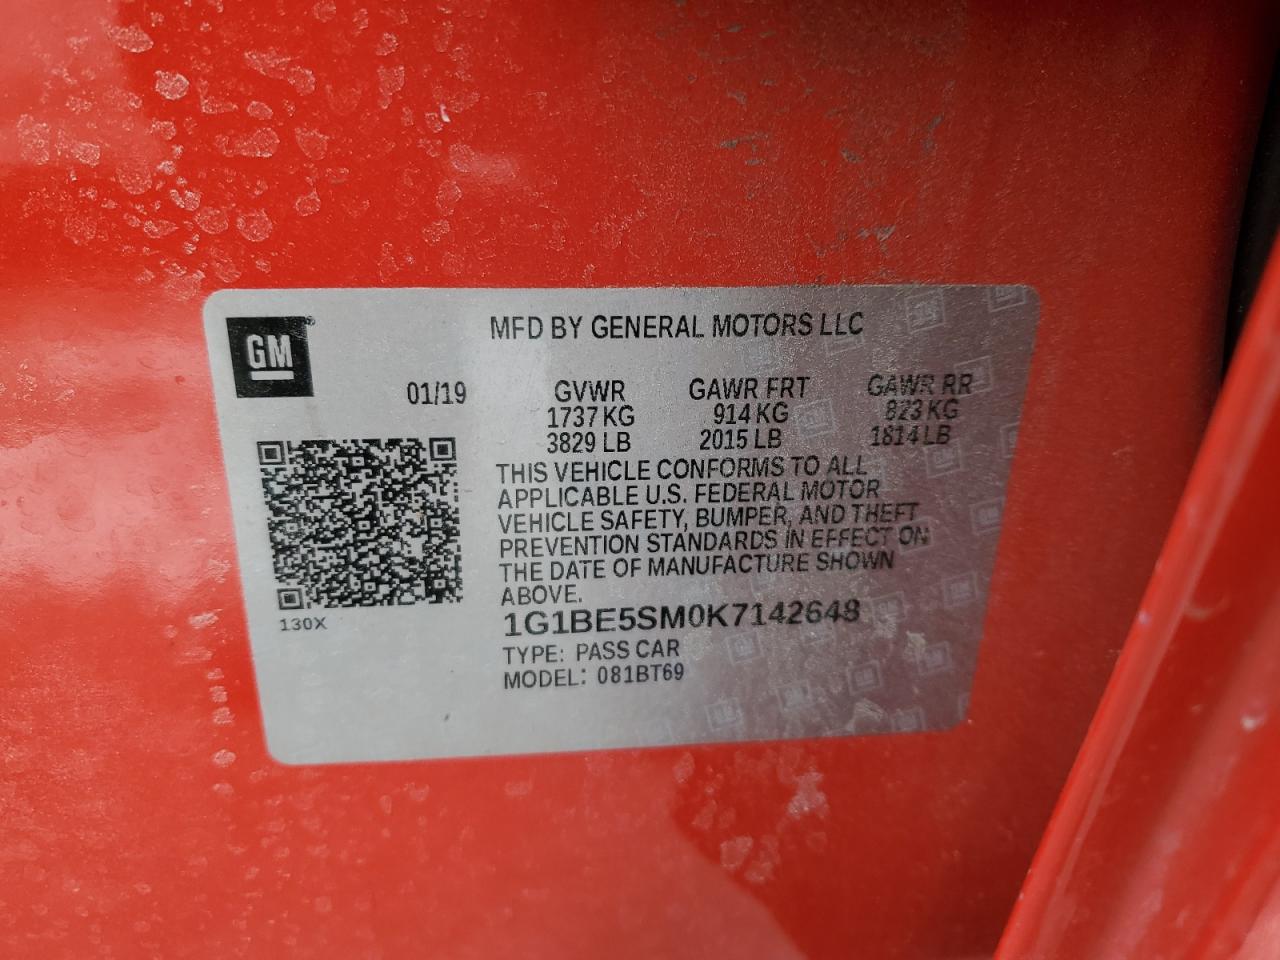 GM
MFD BY GENERAL MOTORS LLC
01/19 GVWR GAWR FRT GAWR RR
1737 KG 914 KG 823 KG
3829 LB 2015 LB 1814 LB
THIS VEHICLE CONFORMS TO ALL
APPLICABLE U.S. FEDERAL MOTOR
VEHICLE SAFETY, BUMPER, AND THEFT
PREVENTION STANDARDS IN EFFECT ON
THE DATE OF MANUFACTURE SHOWN
ABOVE.
130X
1G1BE5SM0K7142648
TYPE: PASS CAR
MODEL: 081BT69